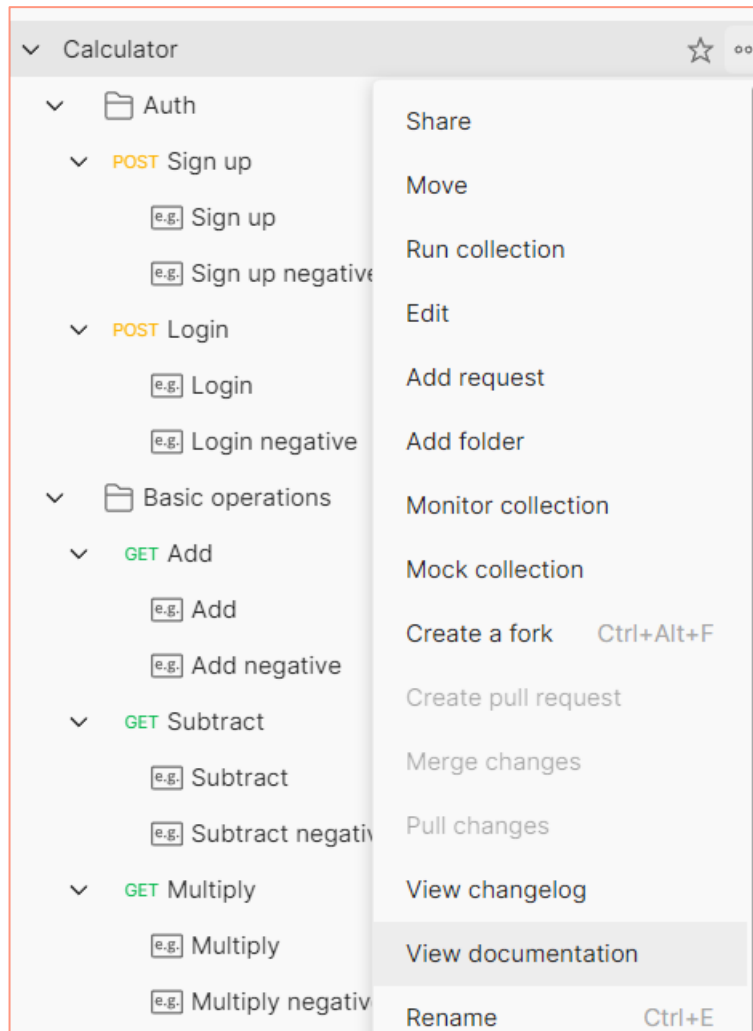 Calculator
Auth
POST Sign up
e.g. Sign up
e.g. Sign up negative
POST Login
e.g. Login
e.g. Login negative
Basic operations
GET Add
e.g. Add
e.g. Add negative
GET Subtract
e.g. Subtract
e.g. Subtract negativ
GET Multiply
e.g. Multiply
e.g. Multiply negativ
Share
Move
Run collection
Edit
Add request
Add folder
Monitor collection
Mock collection
Create a fork Ctrl+Alt+F
Create pull request
Merge changes
Pull changes
View changelog
View documentation
Rename Ctrl+E